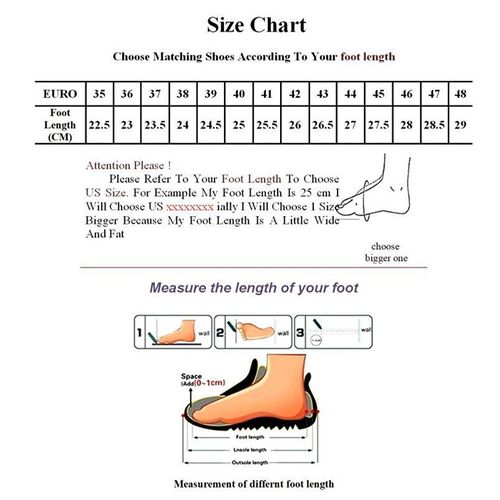 Size Chart
Choose Matching Shoes According To Your foot length
EURO 35 36 37 38 39 40 41 42 43 44 45 46 47 48
Foot Length (CM) 22.5 23 23.5 24 24.5 25 25.5 26 26.5 27 27.5 28 28.5 29
Attention Please !
Please Refer To Your Foot Length To Choose
US Size. For Example My Foot Length Is 25 cm I
Will Choose US xxxxxxxx ially I Will Choose 1 Size
Bigger Because My Foot Length Is A Little Wide
And Fat
choose
bigger one
Measure the length of your foot
1 wall 2 wall 3
Space
(Add)(0~1cm)
Foot length
Lnsole length
Outsole length
Measurement of differnt foot length